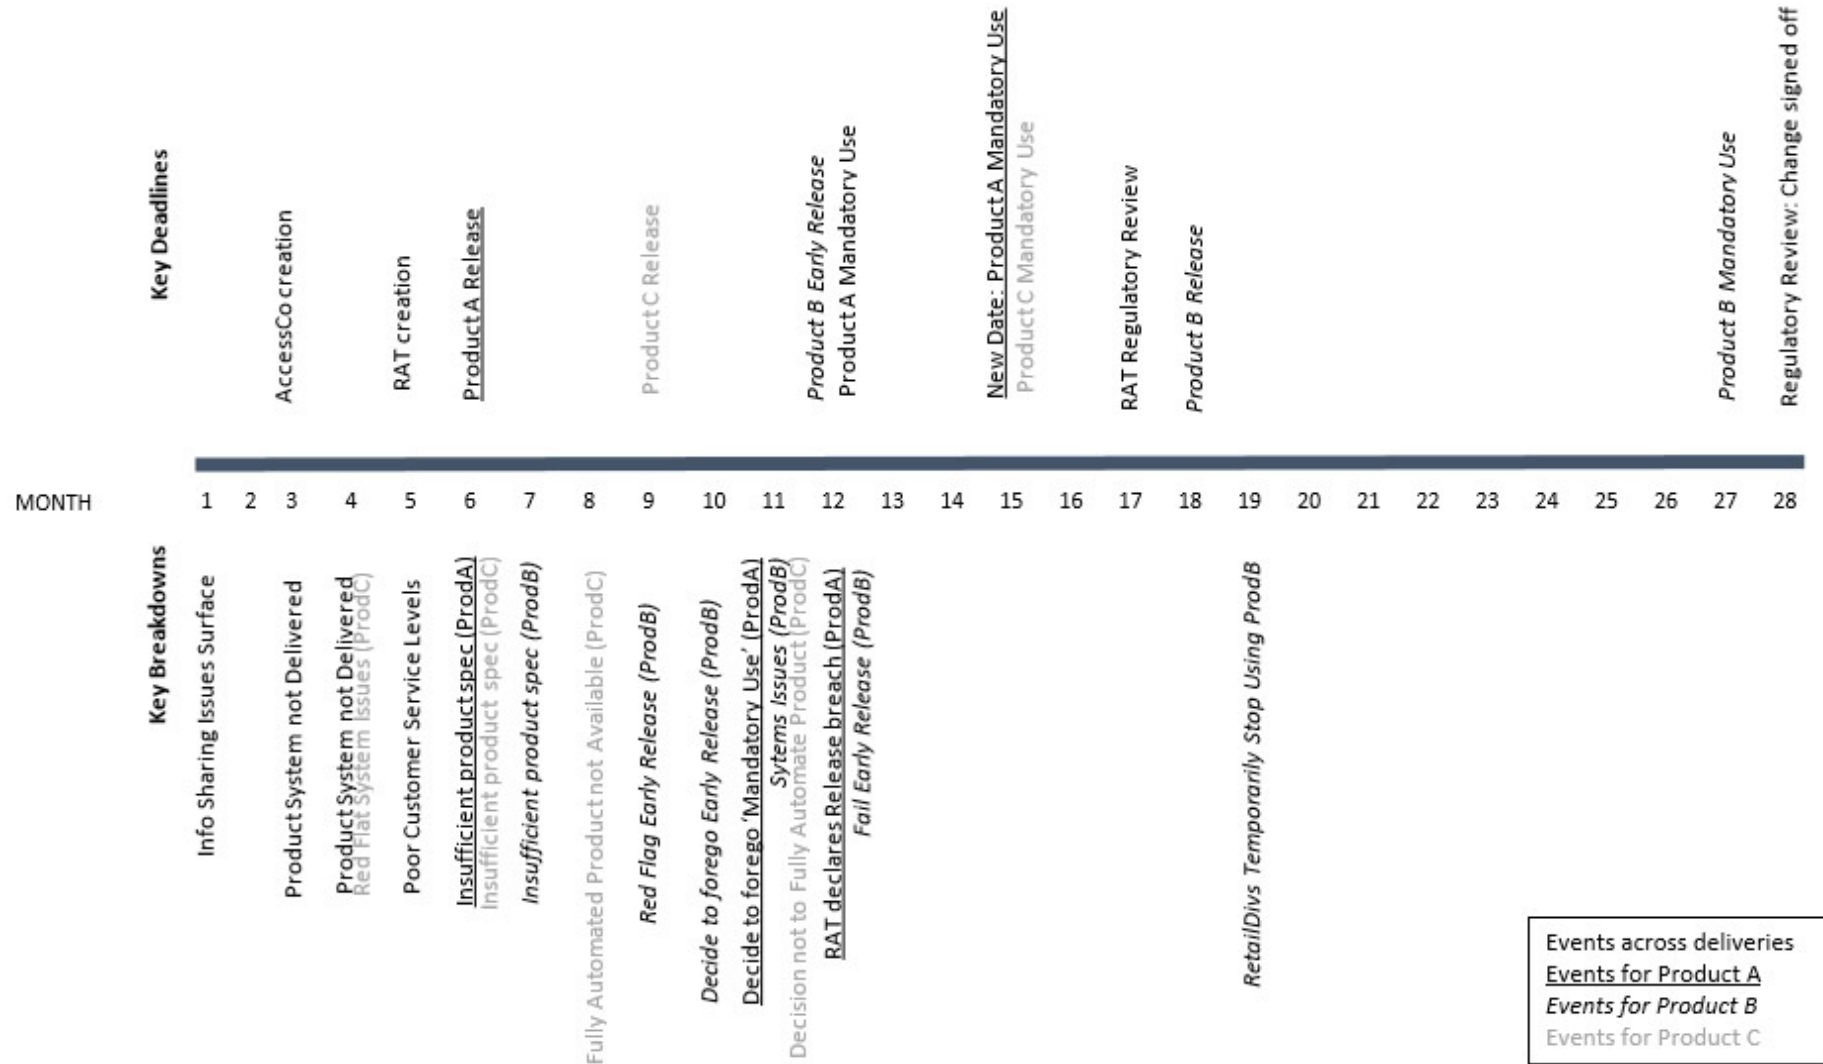 Key Deadlines
AccessCo creation
RAT creation
Product A Release
Product C Release
Product B Early Release
Product A Mandatory Use
New Date: Product A Mandatory Use
Product C Mandatory Use
RAT Regulatory Review
Product B Release
Product B Mandatory Use
Regulatory Review: Change signed off
MONTH 1 2 3 4 5 6 7 8 9 10 11 12 13 14 15 16 17 18 19 20 21 22 23 24 25 26 27 28
Key Breakdowns
Info Sharing Issues Surface
Product System not Delivered
Product System not Delivered
Red Flat System Issues (ProdC)
Poor Customer Service Levels
Insufficient product spec (ProdA)
Insufficient product spec (ProdC)
Insufficient product spec (ProdB)
Fully Automated Product not Available (ProdC)
Red Flag Early Release (ProdB)
Decide to forego Early Release (ProdB)
Decide to forego ‘Mandatory Use’ (ProdA)
Sytems Issues (ProdB)
Decision not to Fully Automate Product (ProdC)
RAT declares Release breach (ProdA)
Fail Early Release (ProdB)
RetailDivs Temporarily Stop Using ProdB
Events across deliveries
Events for Product A
Events for Product B
Events for Product C